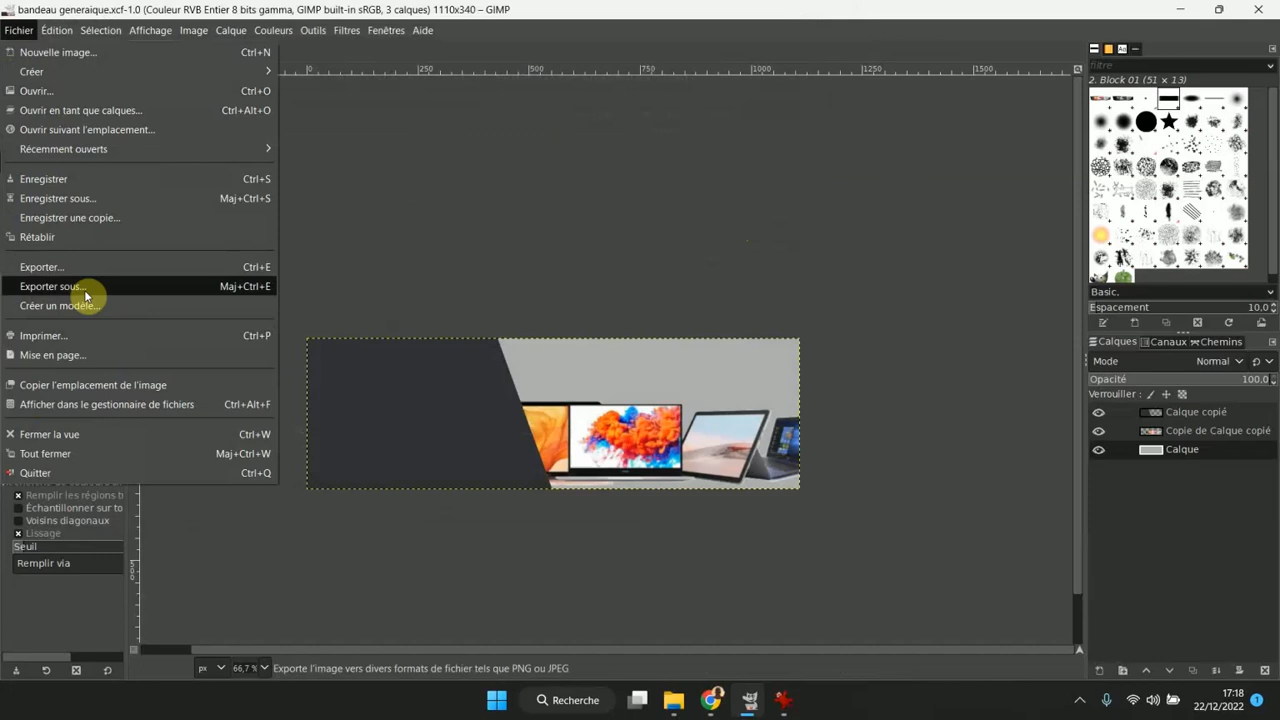 bandeau generaique.xcf-1.0 (Couleur RVB Entier 8 bits gamma, GIMP built-in sRGB, 3 calques) 1110x340 – GIMP
Fichier Édition Sélection Affichage Image Calque Couleurs Outils Filtres Fenêtres Aide
Nouvelle image... Ctrl+N
Créer
Ouvrir... Ctrl+O
Ouvrir en tant que calques... Ctrl+Alt+O
Ouvrir suivant l'emplacement...
Récemment ouverts
Enregistrer Ctrl+S
Enregistrer sous... Maj+Ctrl+S
Enregistrer une copie...
Rétablir
Exporter... Ctrl+E
Exporter sous... Maj+Ctrl+E
Créer un modèle...
Imprimer... Ctrl+P
Mise en page...
Copier l'emplacement de l'image
Afficher dans le gestionnaire de fichiers Ctrl+Alt+F
Fermer la vue Ctrl+W
Tout fermer Maj+Ctrl+W
Quitter Ctrl+Q
Remplir les régions
Échantillonner sur to
Voisins diagonaux
Lissage
Seuil
Remplir via
0 250 500 750 1000 1250 1500
500
px 66,7 % Exporte l'image vers divers formats de fichier tels que PNG ou JPEG
filtre
2. Block 01 (51 × 13)
Basic.
Espacement 10,0
Calques Canaux Chemins
Mode Normal
Opacité 100,0
Verrouiller :
Calque copié
Copie de Calque copié
Calque
Recherche
17:18
22/12/2022
1